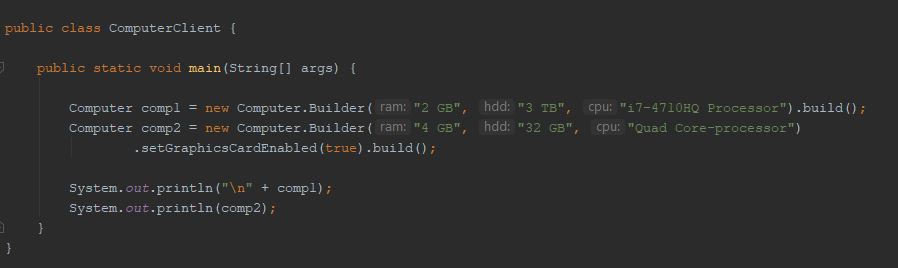 public class ComputerClient {
public static void main(String[] args) {
Computer comp1 = new Computer.Builder( ram: "2 GB", hdd: "3 TB", cpu: "i7-4710HQ Processor").build();
Computer comp2 = new Computer.Builder( ram: "4 GB", hdd: "32 GB", cpu: "Quad Core-processor")
.setGraphicsCardEnabled(true).build();
System.out.println("\n" + comp1);
System.out.println(comp2);
}
}